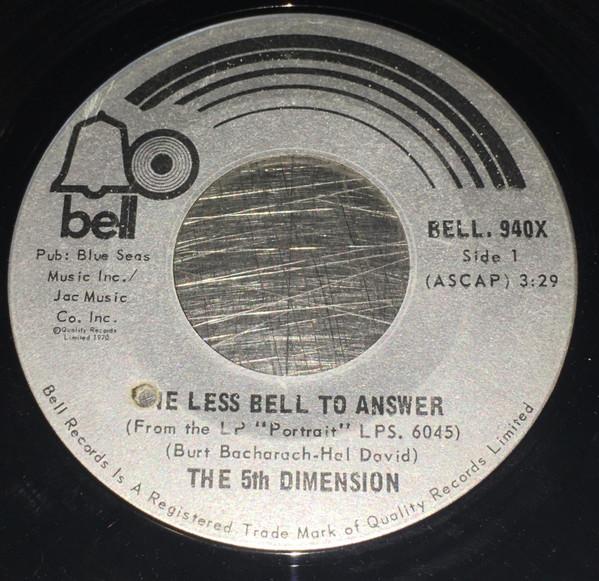 bell
Pub: Blue Seas
Music Inc./
Jac Music
Co. Inc.
©Quality Records
Limited 1970
BELL. 940X
Side 1
(ASCAP) 3:29
LESS BELL TO ANSWER
(From the LP "Portrait" LPS. 6045)
(Burt Bacharach-Hal David)
THE 5th DIMENSION
Bell Records Is A Registered Trade Mark of Quality Records Limited